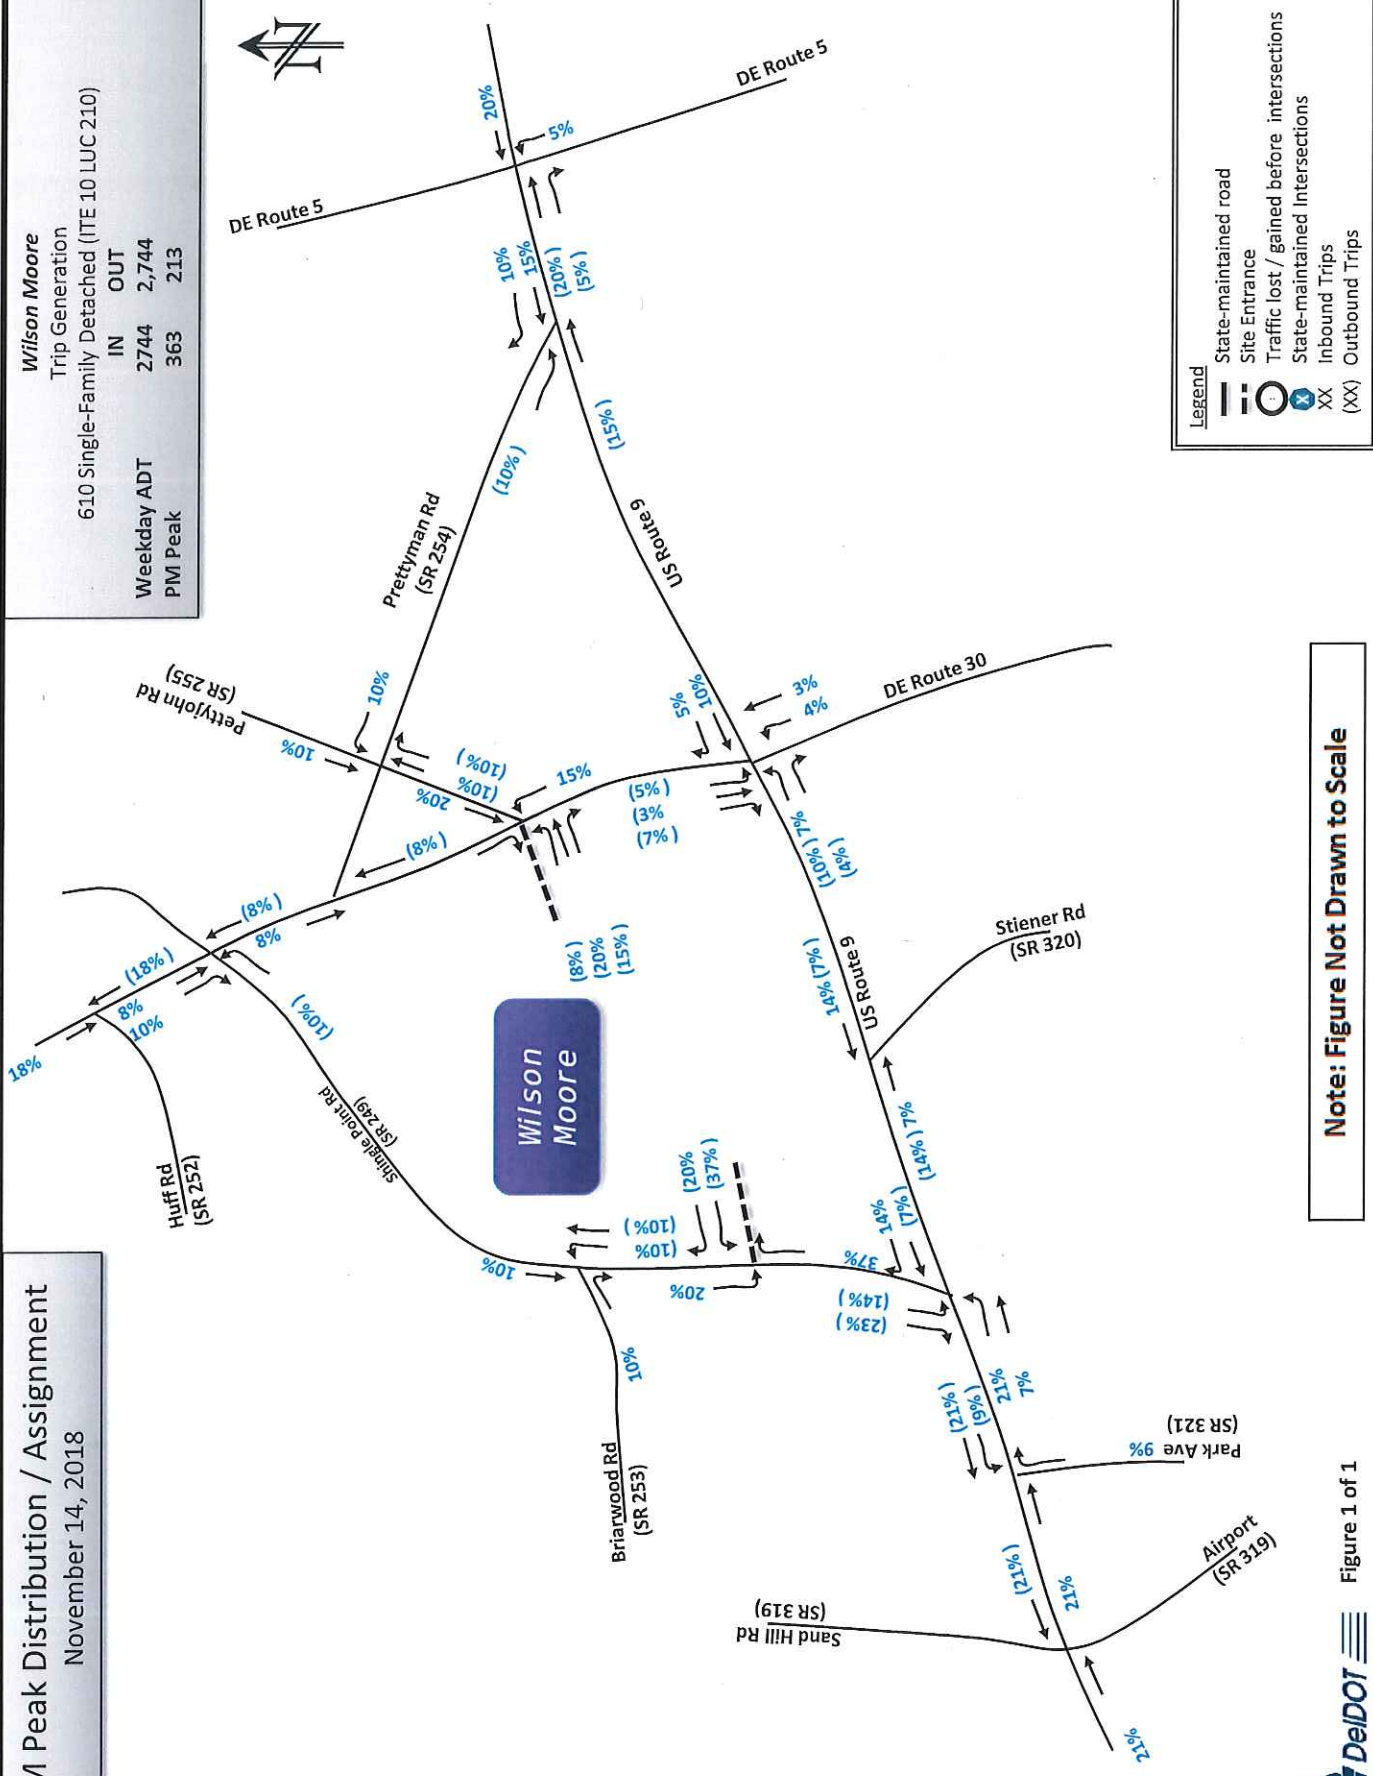 M Peak Distribution / Assignment
November 14, 2018
Wilson Moore
Trip Generation
610 Single-Family Detached (ITE 10 LUC 210)
IN OUT
Weekday ADT 2744 2,744
PM Peak 363 213
N
18%
(18%)
8%
10%
Huff Rd
(SR 252)
(8%)
8%
(10%)
Shingle Point Rd
(SR 249)
(8%)
Pettyjohn Rd
(SR 255)
10%
10%
Prettyman Rd
(SR 254)
(10%)
(10%)
(10%)
20%
15%
(8%)
(20%
(15%)
Wilson
Moore
DE Route 5
DE Route 5
20%
5%
10%
15%
(20%)
(5%)
(15%)
US Route 9
5%
10%
3%
4%
DE Route 30
(5%)
(3%
(7%)
(10%) 7%
(4%)
14% (7%)
US Route 9
Stiener Rd
(SR 320)
(14%) 7%
14%
(7%)
10%
Briarwood Rd
(SR 253)
10%
(10%)
(10%)
(20%
(37%)
20%
37%
(14%)
(23%)
(21%)
(9%)
21%
7%
Park Ave 9%
(SR 321)
Sand Hill Rd
(SR 319)
(21%)
21%
Airport
(SR 319)
21%
Legend
State-maintained road
Site Entrance
Traffic lost / gained before intersections
X State-maintained Intersections
XX Inbound Trips
(XX) Outbound Trips
Note: Figure Not Drawn to Scale
DelDOT
Figure 1 of 1